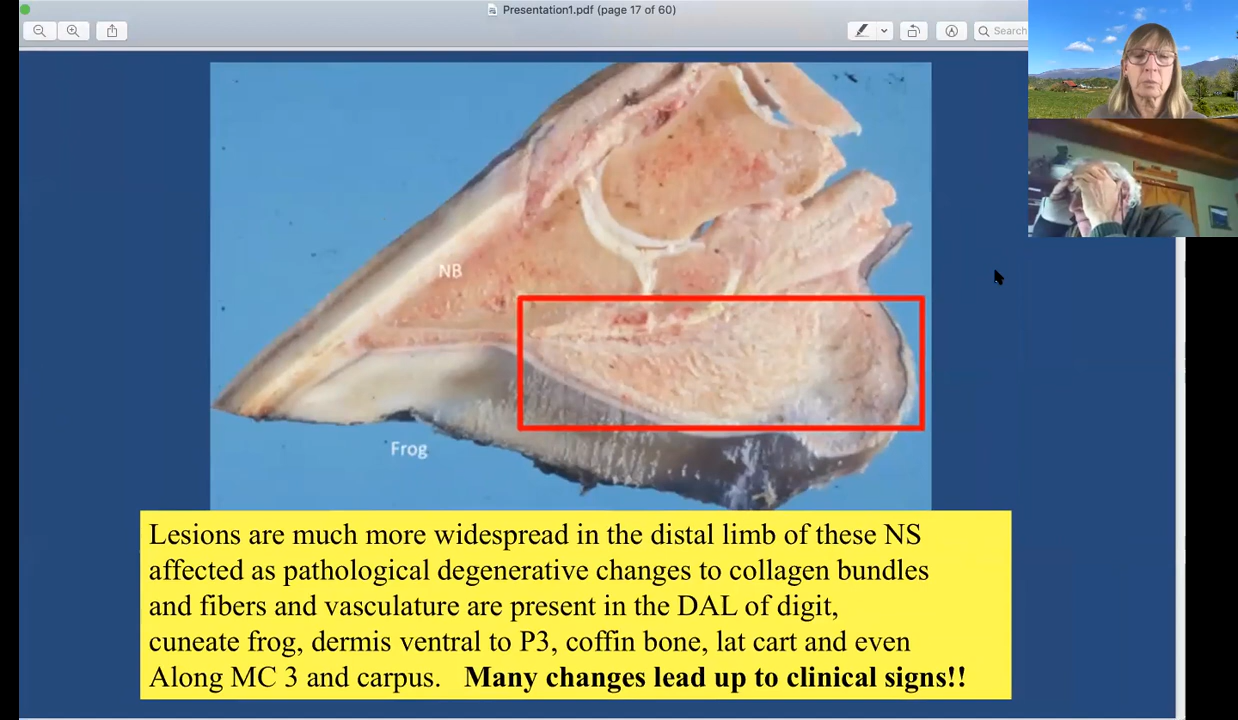 Presentation1.pdf (page 17 of 60)
Search
NB
Frog
Lesions are much more widespread in the distal limb of these NS
affected as pathological degenerative changes to collagen bundles
and fibers and vasculature are present in the DAL of digit,
cuneate frog, dermis ventral to P3, coffin bone, lat cart and even
Along MC 3 and carpus. Many changes lead up to clinical signs!!